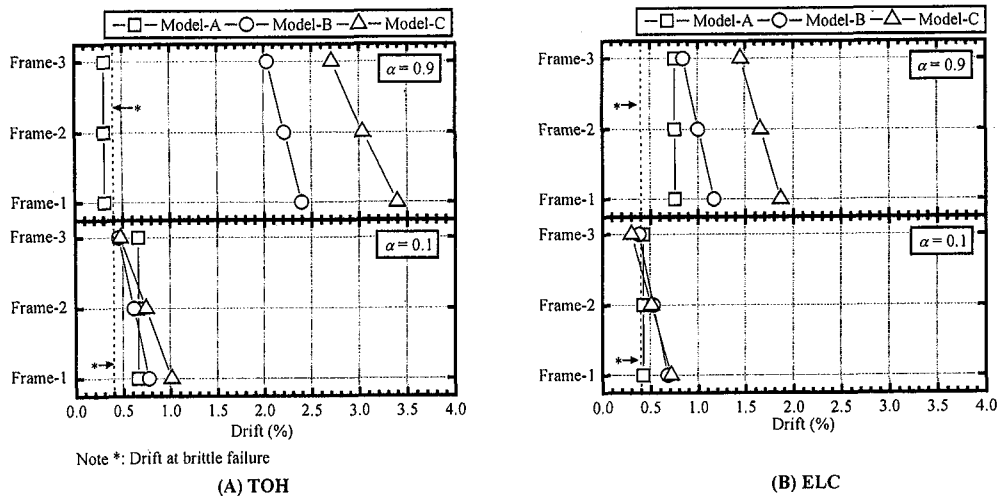 Model-A Model-B Model-C
Frame-3
α = 0.9
*
Frame-2
Frame-1
Frame-3
α = 0.1
Frame-2
*
Frame-1
0.0 0.5 1.0 1.5 2.0 2.5 3.0 3.5 4.0
Drift (%)
Note *: Drift at brittle failure
(A) TOH
Model-A Model-B Model-C
Frame-3
α = 0.9
*
Frame-2
Frame-1
Frame-3
α = 0.1
Frame-2
*
Frame-1
0.0 0.5 1.0 1.5 2.0 2.5 3.0 3.5 4.0
Drift (%)
(B) ELC